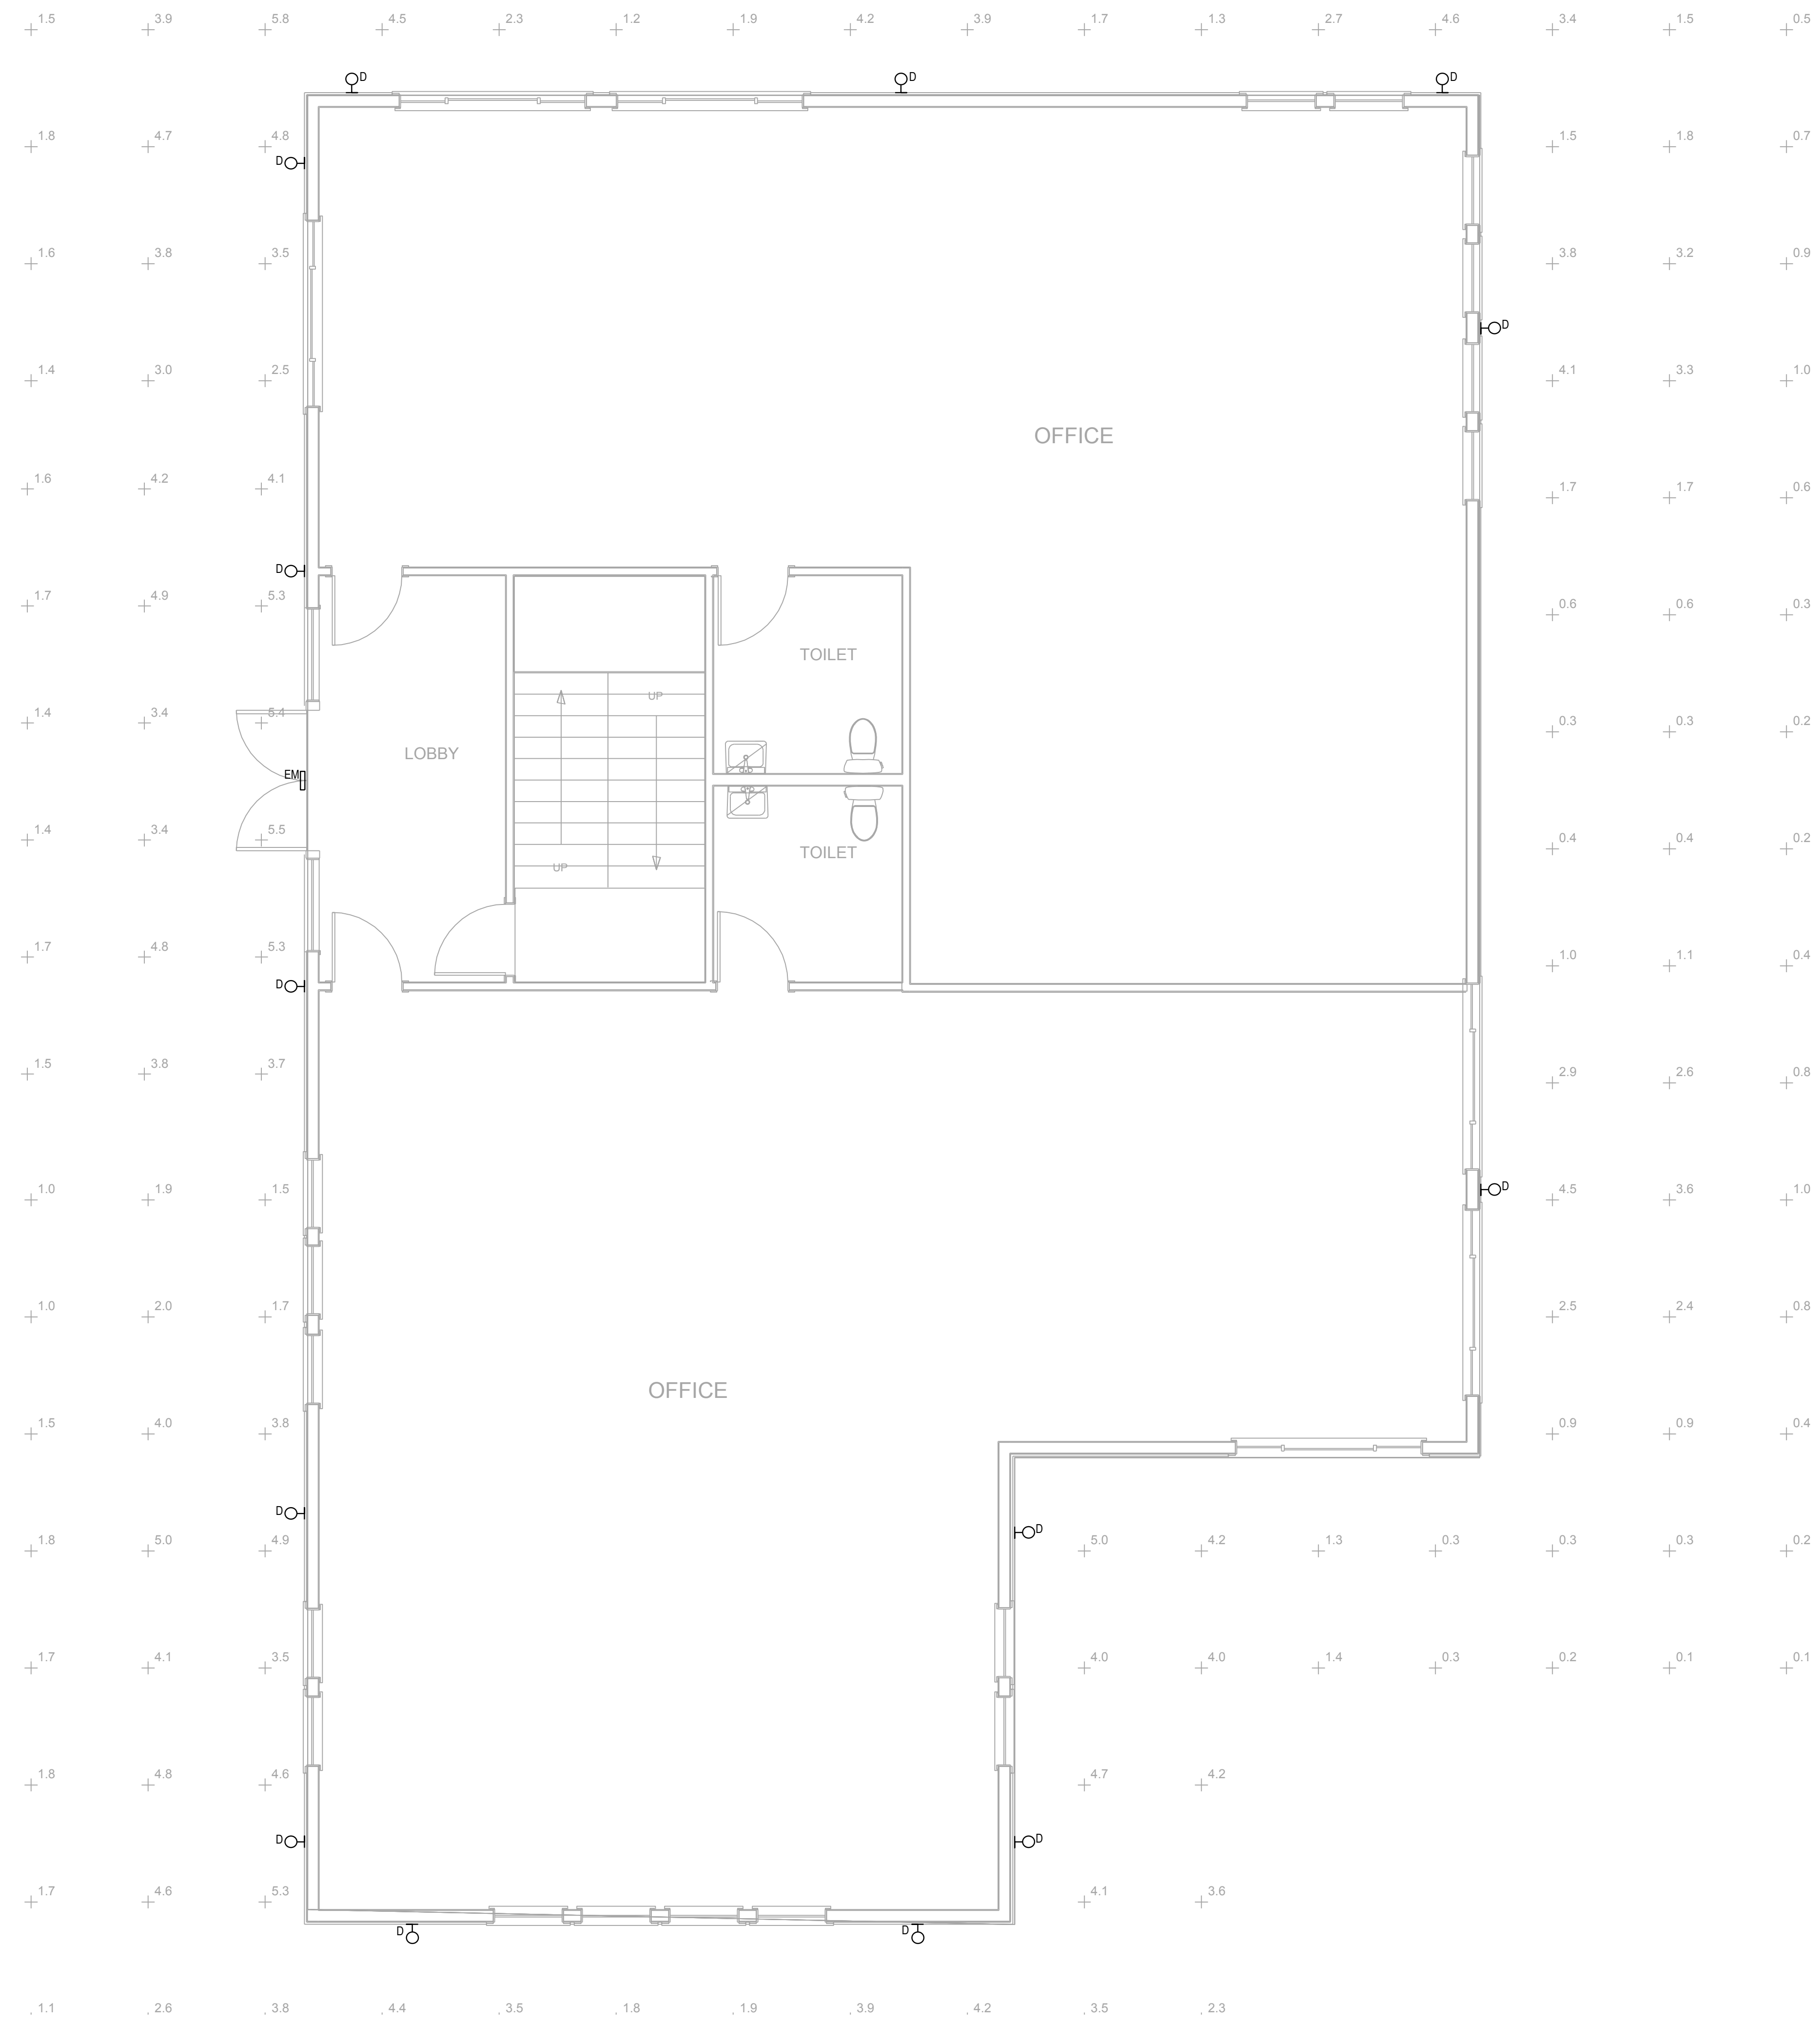 1.5 3.9 5.8 4.5 2.3 1.2 1.9 4.2 3.9 1.7 1.3 2.7 4.6 3.4 1.5 0.5
D D D
1.8 4.7 4.8 1.5 1.8 0.7
D
1.6 3.8 3.5 3.8 3.2 0.9
D
1.4 3.0 2.5 4.1 3.3 1.0
OFFICE
1.6 4.2 4.1 1.7 1.7 0.6
D
1.7 4.9 5.3 0.6 0.6 0.3
TOILET
UP
1.4 3.4 5.4 0.3 0.3 0.2
LOBBY
EM
1.4 3.4 5.5 0.4 0.4 0.2
TOILET
UP
1.7 4.8 5.3 1.0 1.1 0.4
D
1.5 3.8 3.7 2.9 2.6 0.8
D
1.0 1.9 1.5 4.5 3.6 1.0
1.0 2.0 1.7 2.5 2.4 0.8
OFFICE
1.5 4.0 3.8 0.9 0.9 0.4
D
D
1.8 5.0 4.9 5.0 4.2 1.3 0.3 0.3 0.3 0.2
1.7 4.1 3.5 4.0 4.0 1.4 0.3 0.2 0.1 0.1
1.8 4.8 4.6 4.7 4.2
D D
1.7 4.6 5.3 4.1 3.6
D D
1.1 2.6 3.8 4.4 3.5 1.8 1.9 3.9 4.2 3.5 2.3